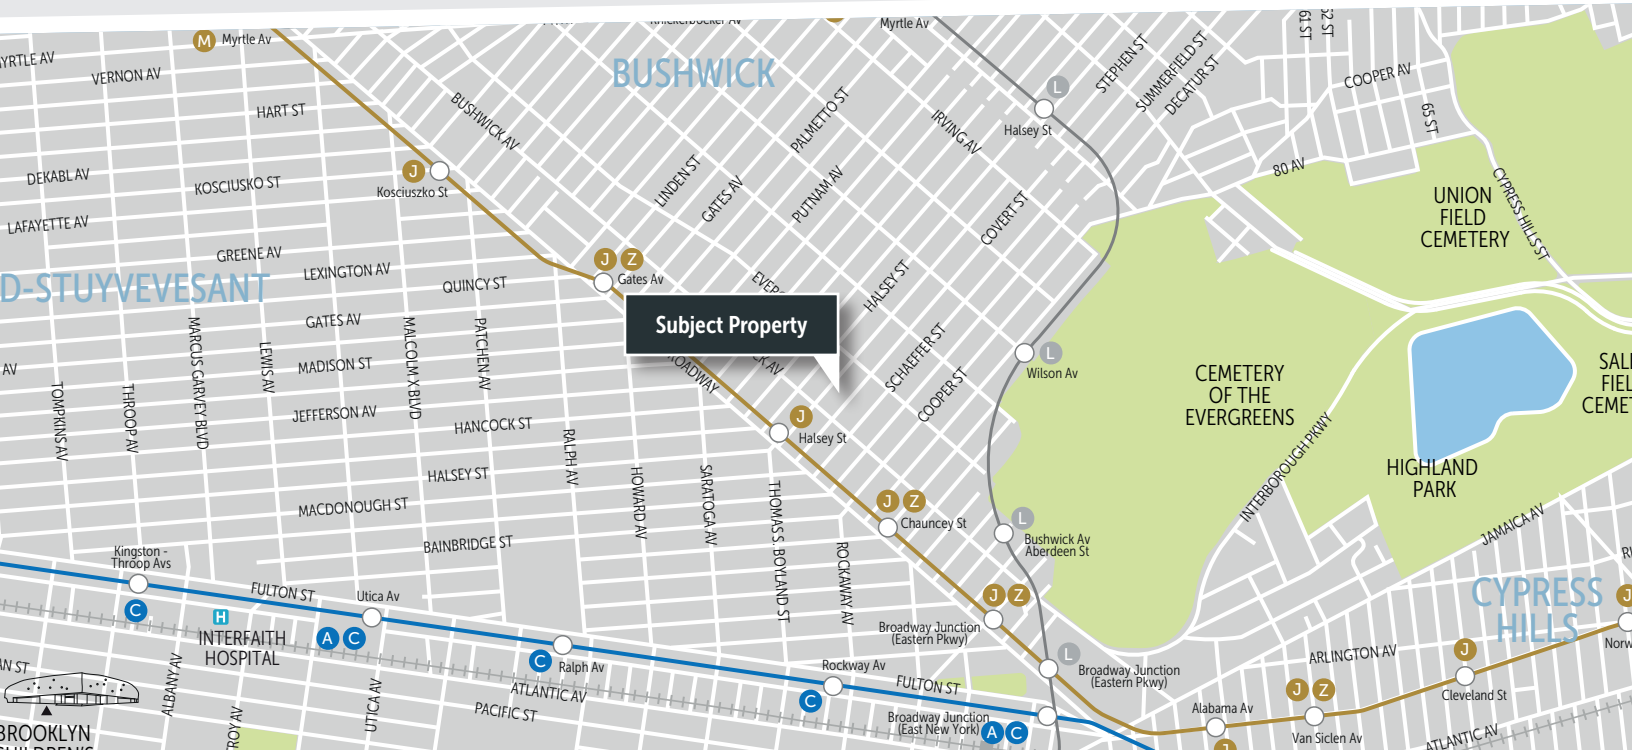 Myrtle Av
M
Myrtle Av
VERNON AV
HART ST
DEKABL AV
KOSCIUSKO ST
LAFAYETTE AV
GREENE AV
LEXINGTON AV
QUINCY ST
GATES AV
MADISON ST
JEFFERSON AV
HANCOCK ST
HALSEY ST
MACDONOUGH ST
BAINBRIDGE ST
BUSHWICK
BUSHWICK AV
J
Kosciuszko St
LINDEN ST
GATES AV
PALMETTO ST
PUTNAM AV
IRVING AV
COVERT ST
HALSEY ST
SCHAEFFER ST
COOPER ST
STEPHEN ST
SUMMERFIELD ST
DECATUR ST
61 ST
52 ST
COOPER AV
65 ST
80 AV
CYPRESS HILLS ST
L
Halsey St
UNION
FIELD
CEMETERY
D-STUYVEVESANT
J Z
Gates Av
Subject Property
L
Wilson Av
CEMETERY
OF THE
EVERGREENS
HIGHLAND
PARK
INTERBOROUGH PKWY
JAMAICA AV
AV
TOMPKINS AV
THROOP AV
MARCUS GARVEY BLVD
LEWIS AV
MALCOLM X BLVD
PATCHEN AV
RALPH AV
HOWARD AV
SARATOGA AV
THOMAS S. BOYLAND ST
ROCKAWAY AV
J
Halsey St
J Z
Chauncey St
L
Bushwick Av
Aberdeen St
J Z
Broadway Junction
(Eastern Pkwy)
L
Broadway Junction
(Eastern Pkwy)
Kingston -
Throop Avs
C
FULTON ST
Utica Av
A C
H
INTERFAITH
HOSPITAL
C
Ralph Av
Rockway Av
C
FULTON ST
Broadway Junction
(East New York)
A C
ATLANTIC AV
PACIFIC ST
ALBANY AV
UTICA AV
BROOKLYN
CYPRESS
HILLS
ARLINGTON AV
J
Cleveland St
J Z
Van Siclen Av
Alabama Av
J
J
ATLANTIC AV